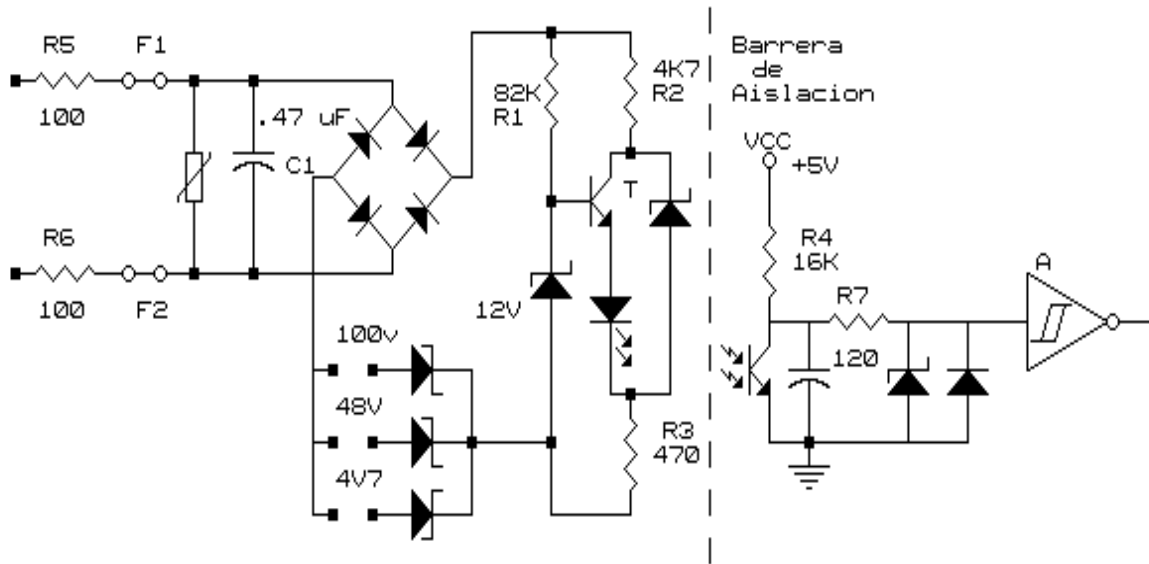 R5
F1
100
.47 uF
C1
R6
100
F2
82K
R1
4K7
R2
T
12V
100v
48V
4V7
R3
470
Barrera
de
Aislacion
VCC
+5V
R4
16K
R7
120
A